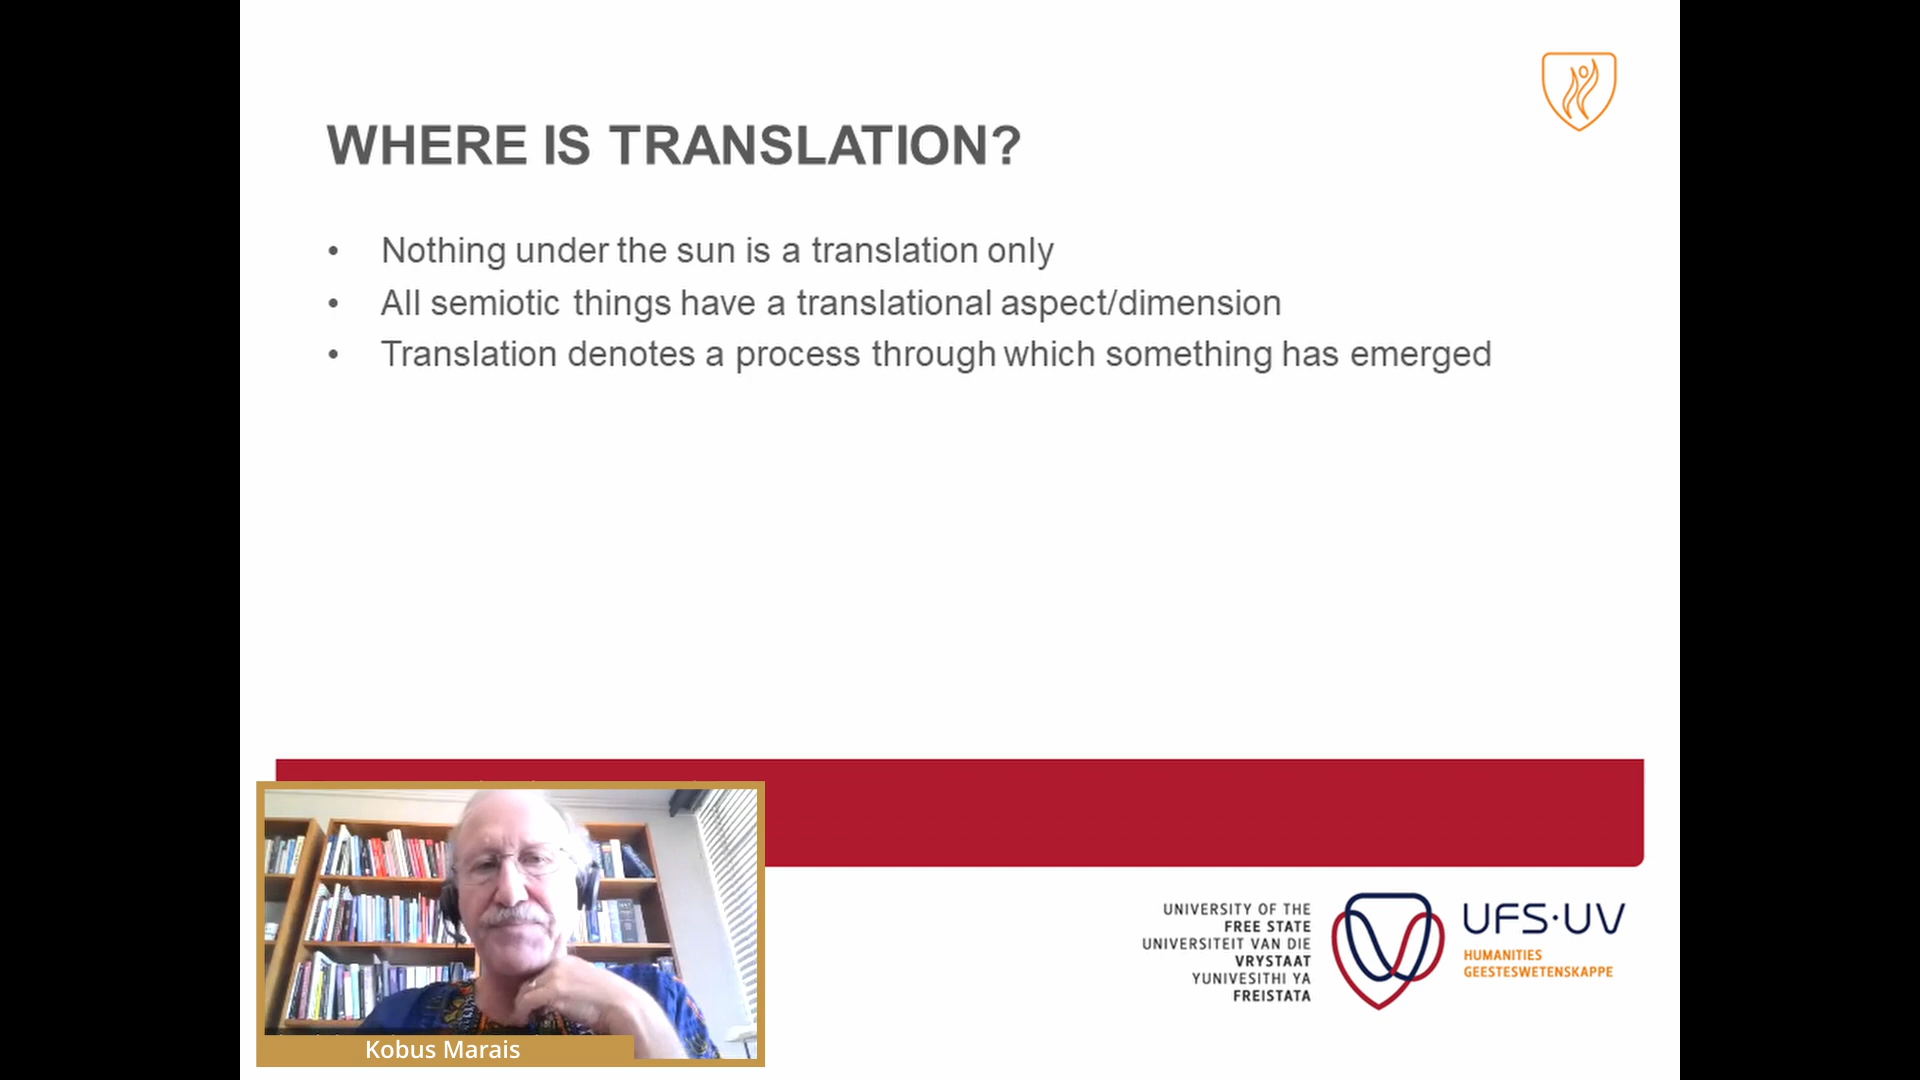 WHERE IS TRANSLATION?
• Nothing under the sun is a translation only
• All semiotic things have a translational aspect/dimension
• Translation denotes a process through which something has emerged
UNIVERSITY OF THE
FREE STATE
UNIVERSITEIT VAN DIE
VRYSTAAT
YUNIVESITHI YA
FREISTATA
UFS·UV
HUMANITIES
GEESTESWETENSKAPPE
Kobus Marais